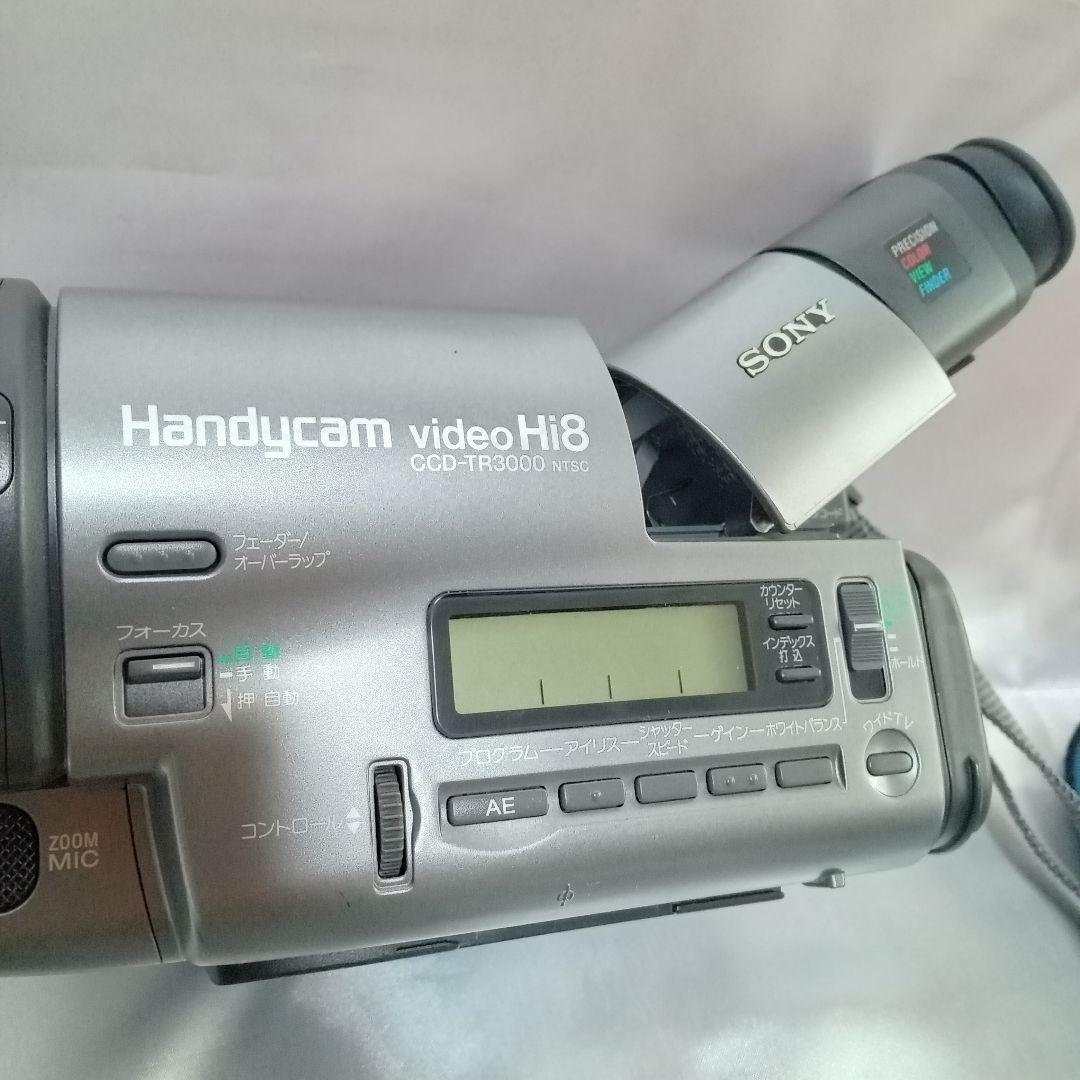 PRECISION
COLOR
VIEW
FINDER
SONY
Handycam video Hi8
CCD-TR3000 NTSC
フェーダー/
オーバーラップ
フォーカス
自動
手動
押 自動
カウンター
リセット
インデックス
打込
ホールド
ワイドTV
プログラム
アイリス
シャッター
スピード
ゲイン
ホワイトバランス
AE
コントロール
ZOOM
MIC